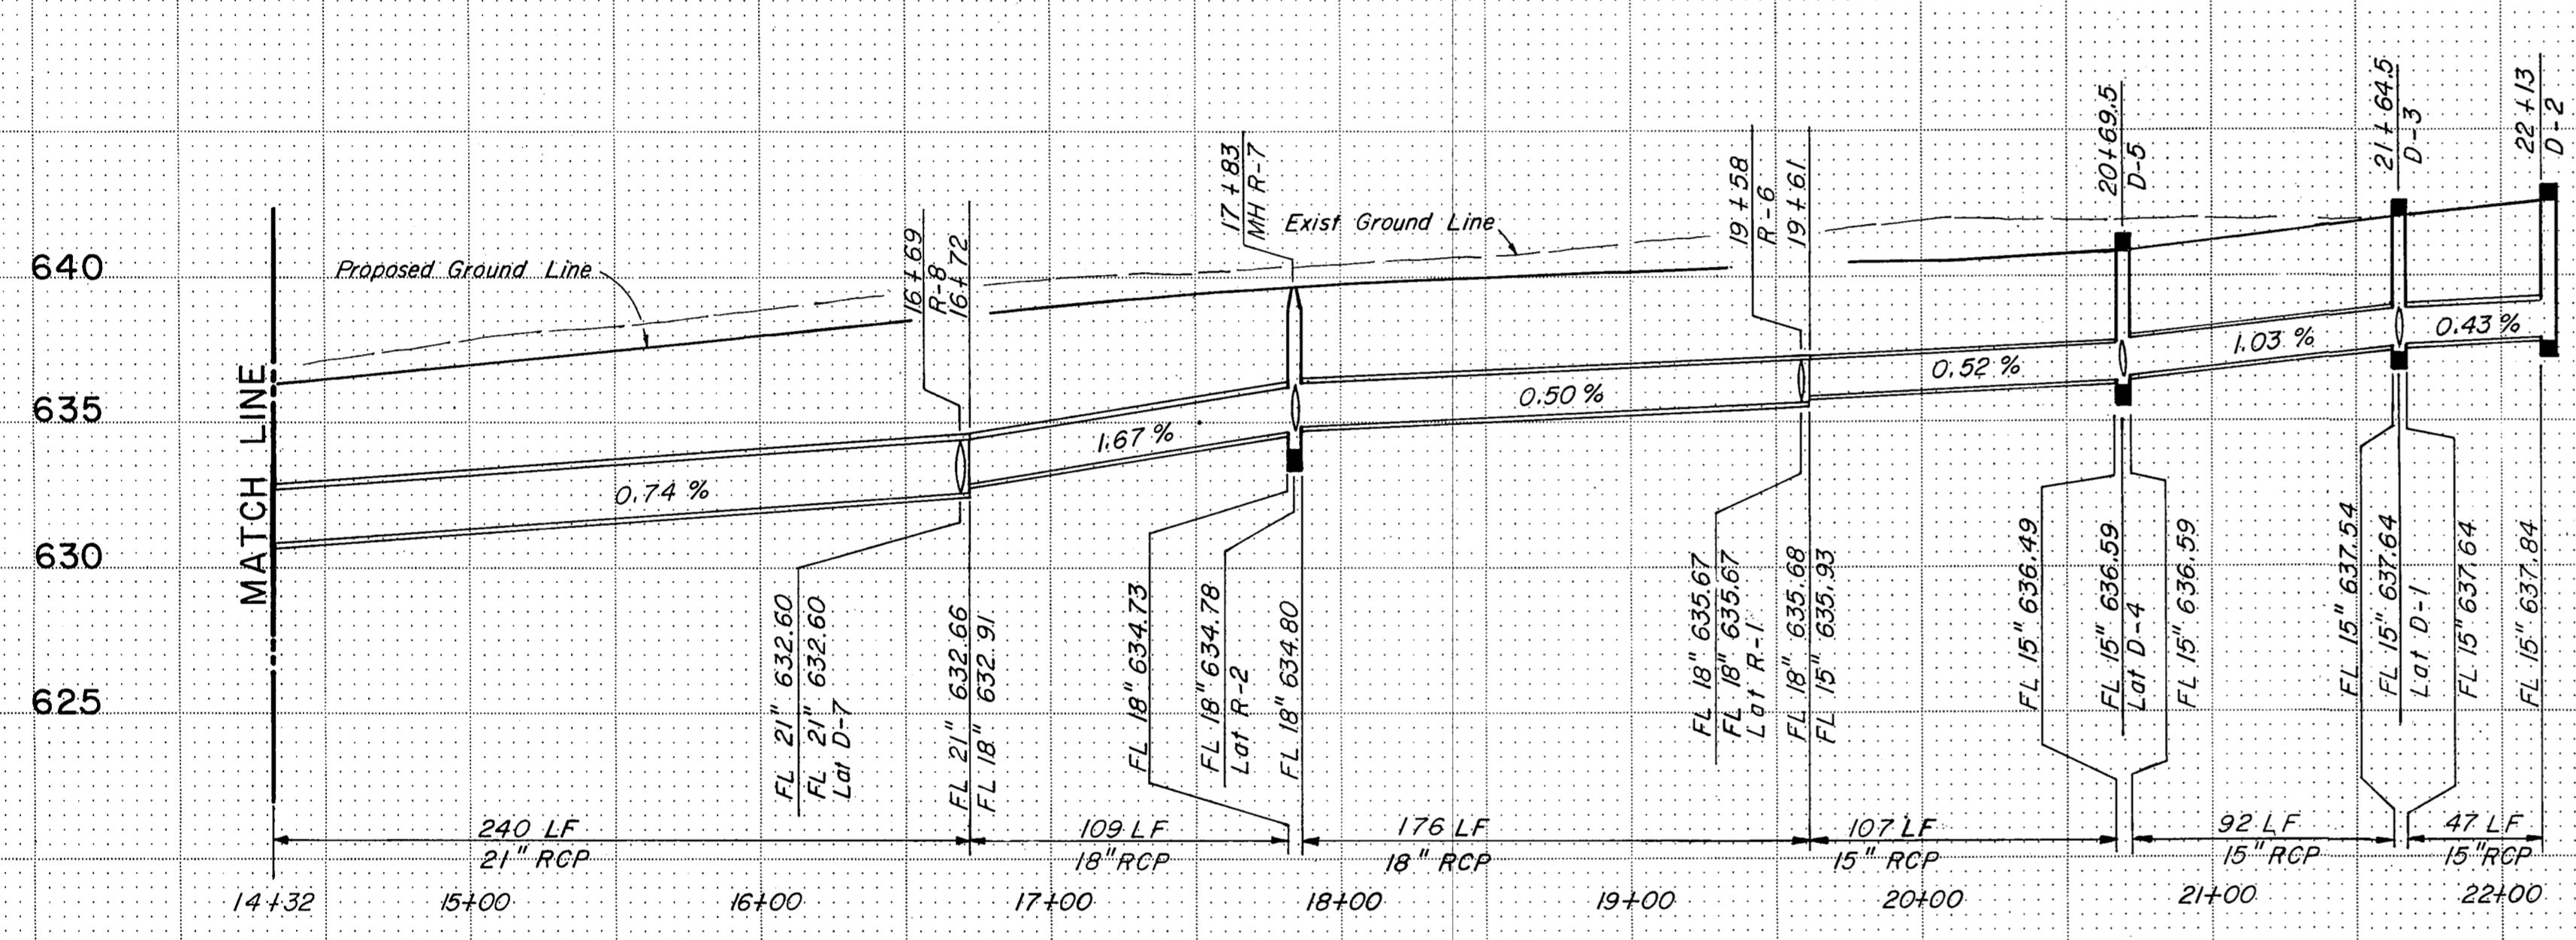 640
635
630
625
MATCH LINE
Proposed Ground Line
Exist Ground Line
16+69
R-8
16+72
17+83
MH R-7
19+58
R-6
19+61
20+69.5
D-5
21+64.5
D-3
22+13
D-2
0.74 %
1.67 %
0.50 %
0.52 %
1.03 %
0.43 %
FL 21" 632.60
FL 21" 632.60
Lat D-7
FL 21" 632.66
FL 18" 632.91
FL 18" 634.73
FL 18" 634.78
Lat R-2
FL 18" 634.80
FL 18" 635.67
FL 18" 635.67
Lat R-1
FL 18" 635.68
FL 15" 635.93
FL 15" 636.49
FL 15" 636.59
Lat D-4
FL 15" 636.59
FL 15" 637.54
FL 15" 637.64
Lat D-1
FL 15" 637.64
FL 15" 637.84
240 LF
21" RCP
109 LF
18" RCP
176 LF
18" RCP
107 LF
15" RCP
92 LF
15" RCP
47 LF
15" RCP
14+32
15+00
16+00
17+00
18+00
19+00
20+00
21+00
22+00